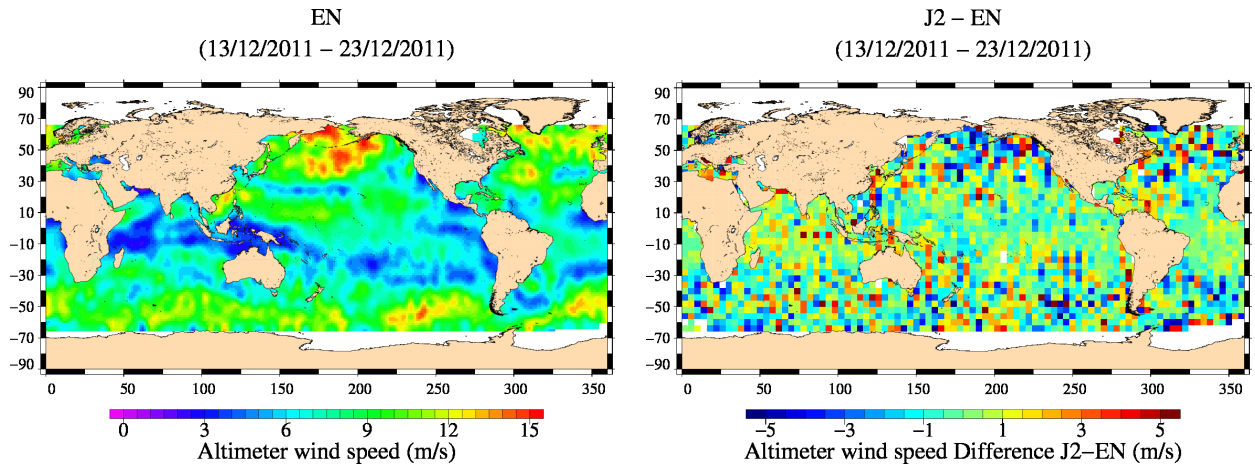 EN
(13/12/2011 – 23/12/2011)
90
70
50
30
10
−10
−30
−50
−70
−90
0 50 100 150 200 250 300 350
0 3 6 9 12 15
Altimeter wind speed (m/s)
J2 – EN
(13/12/2011 – 23/12/2011)
90
70
50
30
10
−10
−30
−50
−70
−90
0 50 100 150 200 250 300 350
−5 −3 −1 1 3 5
Altimeter wind speed Difference J2−EN (m/s)